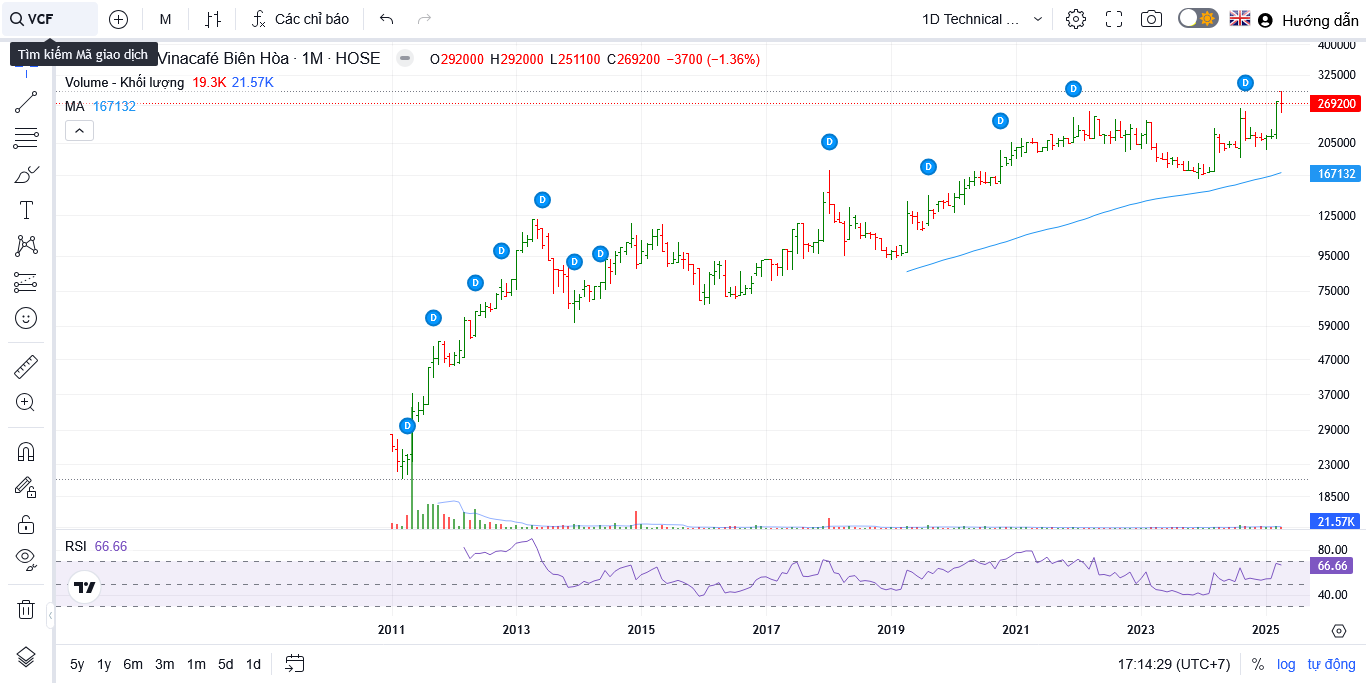 VCF M Các chỉ báo 1D Technical ... Hướng dẫn
Tìm kiếm Mã giao dịch
Vinacafé Biên Hòa · 1M · HOSE O292000 H292000 L251100 C269200 −3700 (−1.36%)
Volume - Khối lượng 19.3K 21.57K
MA 167132
400000
325000
269200
205000
167132
125000
95000
75000
59000
47000
37000
29000
23000
18500
21.57K
D
D
D
D
D
D
D
D
D
D
D
D
RSI 66.66
80.00
66.66
40.00
2011 2013 2015 2017 2019 2021 2023 2025
5y 1y 6m 3m 1m 5d 1d 17:14:29 (UTC+7) % log tự động